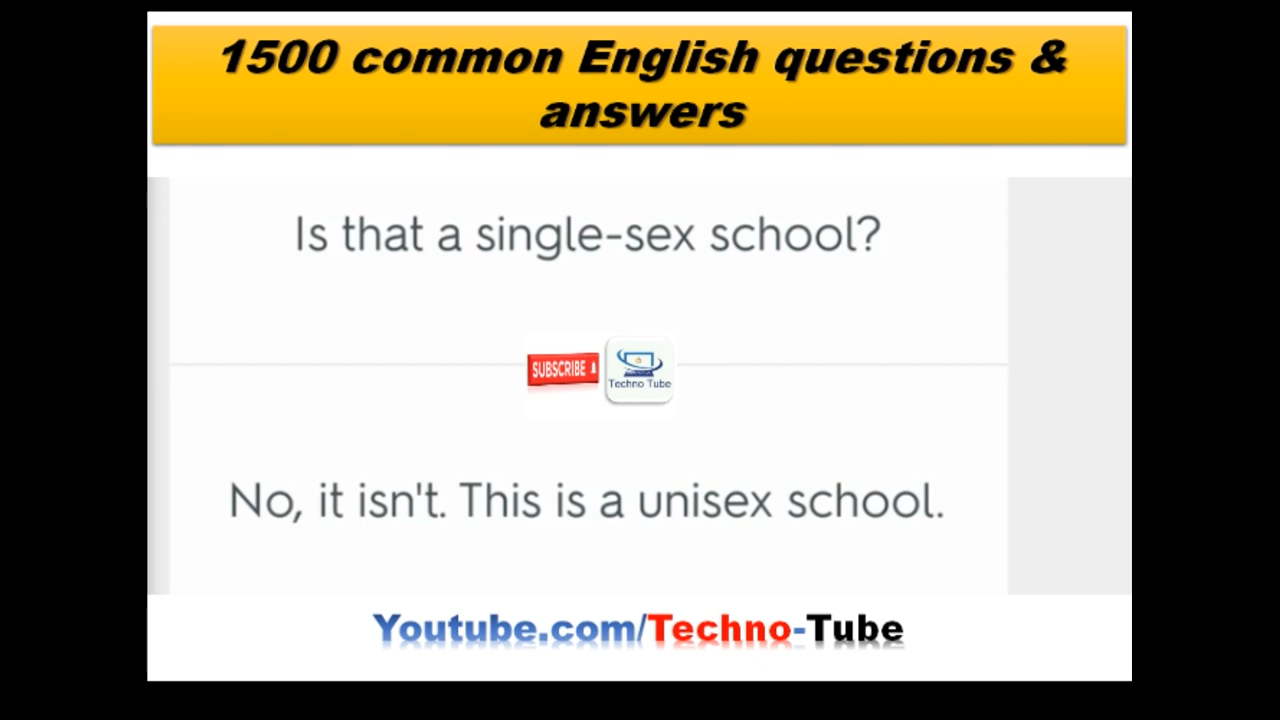 1500 common English questions &
answers
Is that a single-sex school?
SUBSCRIBE
Techno Tube
No, it isn't. This is a unisex school.
Youtube.com/Techno-Tube